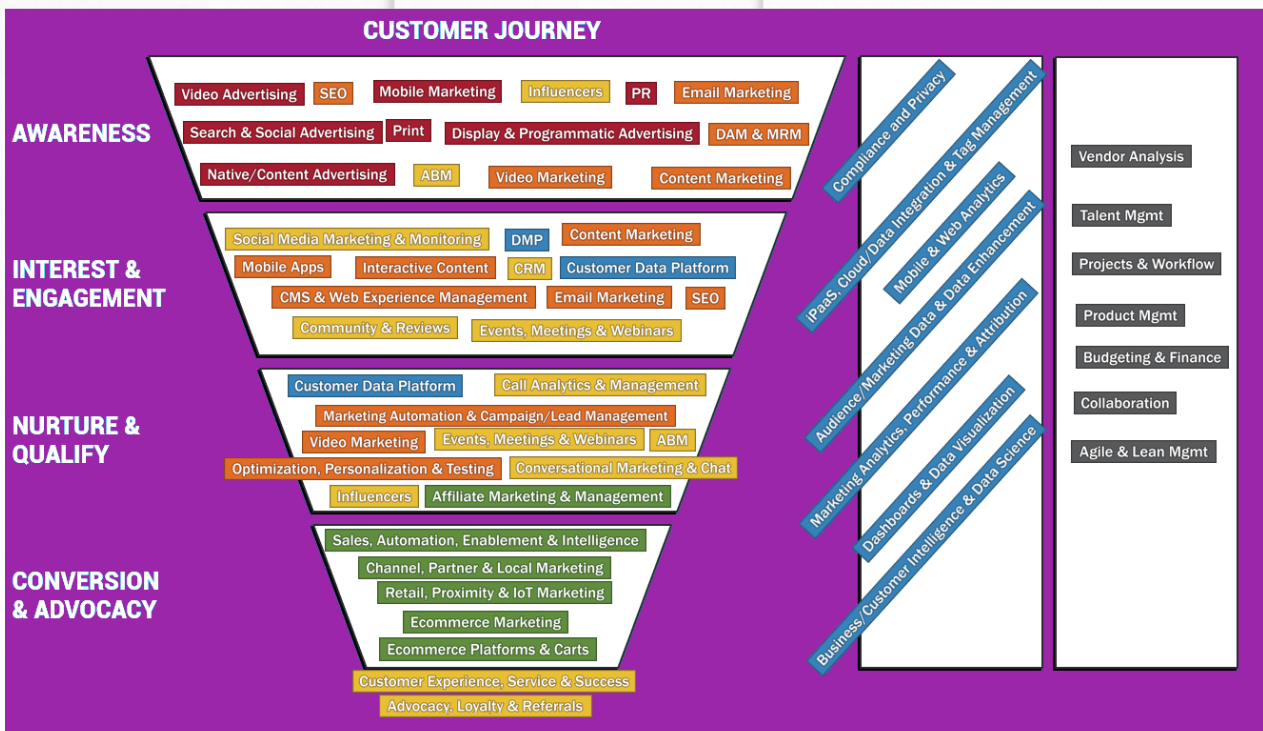 CUSTOMER JOURNEY
AWARENESS
Video Advertising
SEO
Mobile Marketing
Influencers
PR
Email Marketing
Search & Social Advertising
Print
Display & Programmatic Advertising
DAM & MRM
Native/Content Advertising
ABM
Video Marketing
Content Marketing
INTEREST &
ENGAGEMENT
Social Media Marketing & Monitoring
DMP
Content Marketing
Mobile Apps
Interactive Content
CRM
Customer Data Platform
CMS & Web Experience Management
Email Marketing
SEO
Community & Reviews
Events, Meetings & Webinars
NURTURE &
QUALIFY
Customer Data Platform
Call Analytics & Management
Marketing Automation & Campaign/Lead Management
Video Marketing
Events, Meetings & Webinars
ABM
Optimization, Personalization & Testing
Conversational Marketing & Chat
Influencers
Affiliate Marketing & Management
CONVERSION
& ADVOCACY
Sales, Automation, Enablement & Intelligence
Channel, Partner & Local Marketing
Retail, Proximity & IoT Marketing
Ecommerce Marketing
Ecommerce Platforms & Carts
Customer Experience, Service & Success
Advocacy, Loyalty & Referrals
Compliance and Privacy
iPaaS, Cloud/Data Integration & Tag Management
Mobile & Web Analytics
Audience/Marketing Data & Data Enhancement
Marketing Analytics, Performance & Attribution
Dashboards & Data Visualization
Business/Customer Intelligence & Data Science
Vendor Analysis
Talent Mgmt
Projects & Workflow
Product Mgmt
Budgeting & Finance
Collaboration
Agile & Lean Mgmt